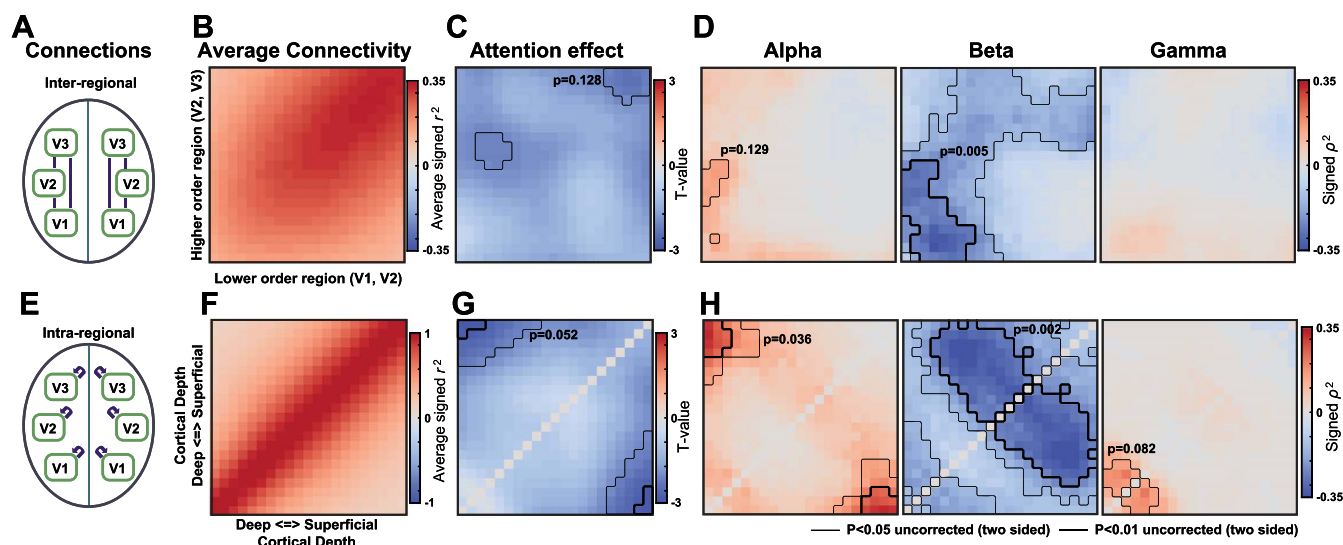 A
Connections
Inter-regional
V3
V3
V2
V2
V1
V1
B
Average Connectivity
Higher order region (V2, V3)
Lower order region (V1, V2)
0.35
0
-0.35
Average signed r²
C
Attention effect
p=0.128
3
0
-3
T-value
D
Alpha
Beta
Gamma
p=0.129
p=0.005
0.35
0
-0.35
Signed ρ²
E
Intra-regional
V3
V3
V2
V2
V1
V1
F
Cortical Depth
Deep <=> Superficial
Deep <=> Superficial
Cortical Depth
1
0
-1
Average signed r²
G
p=0.052
3
0
-3
T-value
H
p=0.036
p=0.002
p=0.082
0.35
0
-0.35
Signed ρ²
P<0.05 uncorrected (two sided)
P<0.01 uncorrected (two sided)